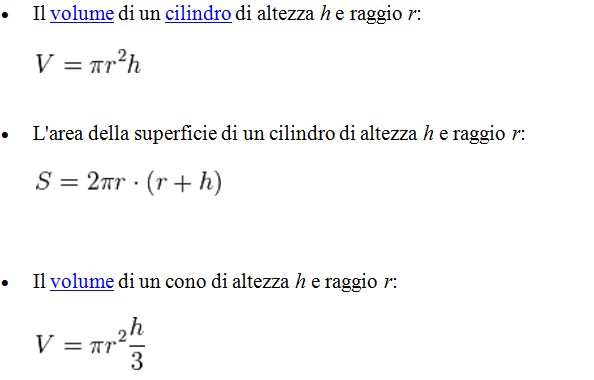 • Il volume di un cilindro di altezza h e raggio r:
V = πr²h
• L'area della superficie di un cilindro di altezza h e raggio r:
S = 2πr · (r + h)
• Il volume di un cono di altezza h e raggio r:
V = πr² h/3